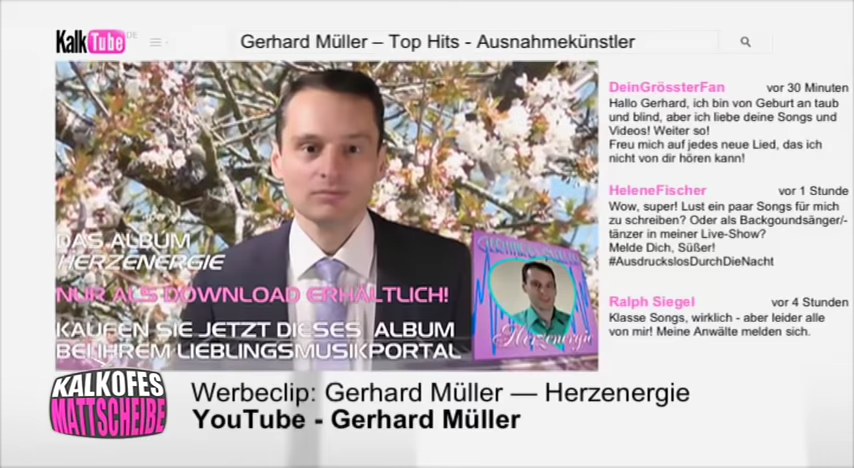 Kalk Tube DE
Gerhard Müller – Top Hits - Ausnahmekünstler
DAS ALBUM
HERZENERGIE
NUR ALS DOWNLOAD ERHÄLTLICH!
KAUFEN SIE JETZT DIESES ALBUM
BEI IHREM LIEBLINGSMUSIKPORTAL
Herzenergie
DeinGrössterFan vor 30 Minuten
Hallo Gerhard, ich bin von Geburt an taub
und blind, aber ich liebe deine Songs und
Videos! Weiter so!
Freu mich auf jedes neue Lied, das ich
nicht von dir hören kann!
HeleneFischer vor 1 Stunde
Wow, super! Lust ein paar Songs für mich
zu schreiben? Oder als Backgoundsänger/-
tänzer in meiner Live-Show?
Melde Dich, Süßer!
#AusdruckslosDurchDieNacht
Ralph Siegel vor 4 Stunden
Klasse Songs, wirklich - aber leider alle
von mir! Meine Anwälte melden sich.
KALKOFES
MATTSCHEIBE
Werbeclip: Gerhard Müller — Herzenergie
YouTube - Gerhard Müller